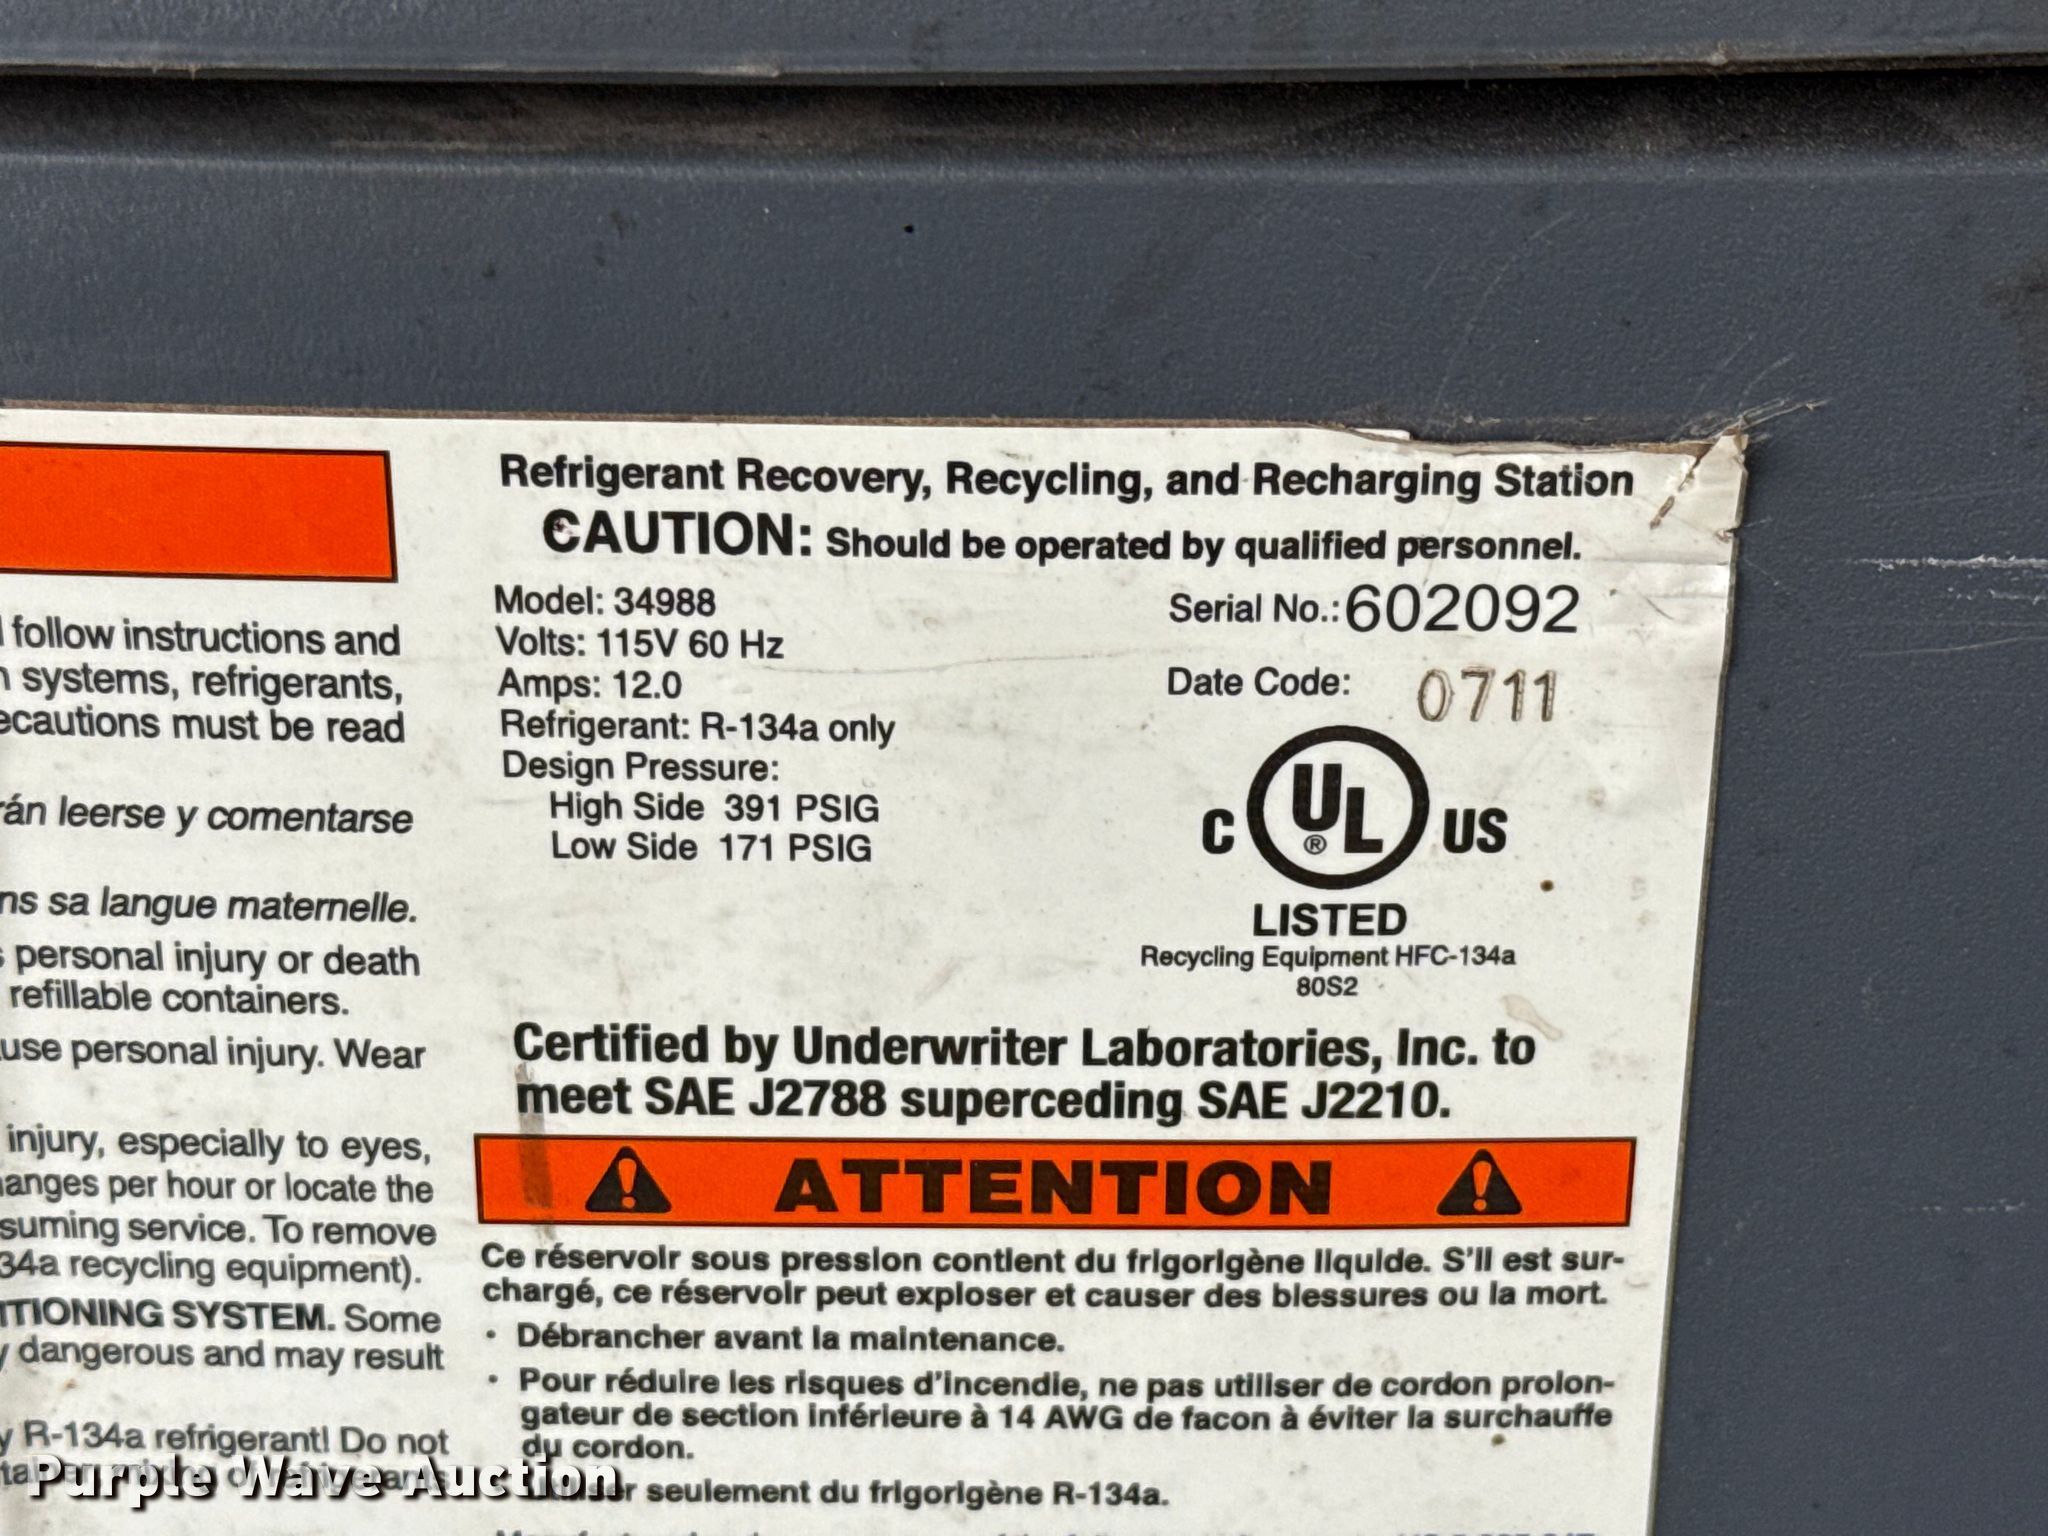 follow instructions and
systems, refrigerants,
must be read
leerse y comentarse
sa langue maternelle.
personal injury or death
refillable containers.
personal injury. Wear
injury, especially to eyes,
per hour or locate the
service. To remove
recycling equipment).
SYSTEM. Some
dangerous and may result
R-134a refrigerant! Do not
Refrigerant Recovery, Recycling, and Recharging Station
CAUTION: Should be operated by qualified personnel.
Model: 34988
Volts: 115V 60 Hz
Amps: 12.0
Refrigerant: R-134a only
Design Pressure:
High Side 391 PSIG
Low Side 171 PSIG
Serial No.: 602092
Date Code: 0711
C UL ® US
LISTED
Recycling Equipment HFC-134a
80S2
Certified by Underwriter Laboratories, Inc. to
meet SAE J2788 superceding SAE J2210.
ATTENTION
Ce réservoir sous pression contient du frigorigène liquide. S'il est sur-
chargé, ce réservoir peut exploser et causer des blessures ou la mort.
• Débrancher avant la maintenance.
• Pour réduire les risques d'incendie, ne pas utiliser de cordon prolon-
gateur de section inférieure à 14 AWG de facon à éviter la surchauffe
du cordon.
seulement du frigorigène R-134a.
Purple Wave Auction